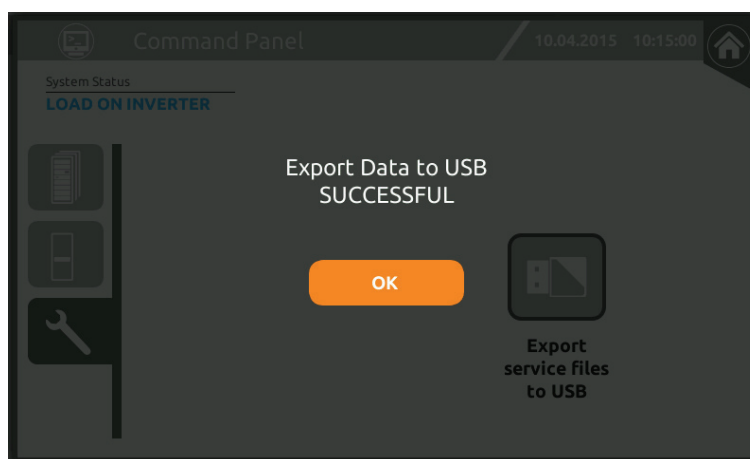 Command Panel
10.04.2015 10:15:00
System Status
LOAD ON INVERTER
Export Data to USB
SUCCESSFUL
OK
Export
service files
to USB